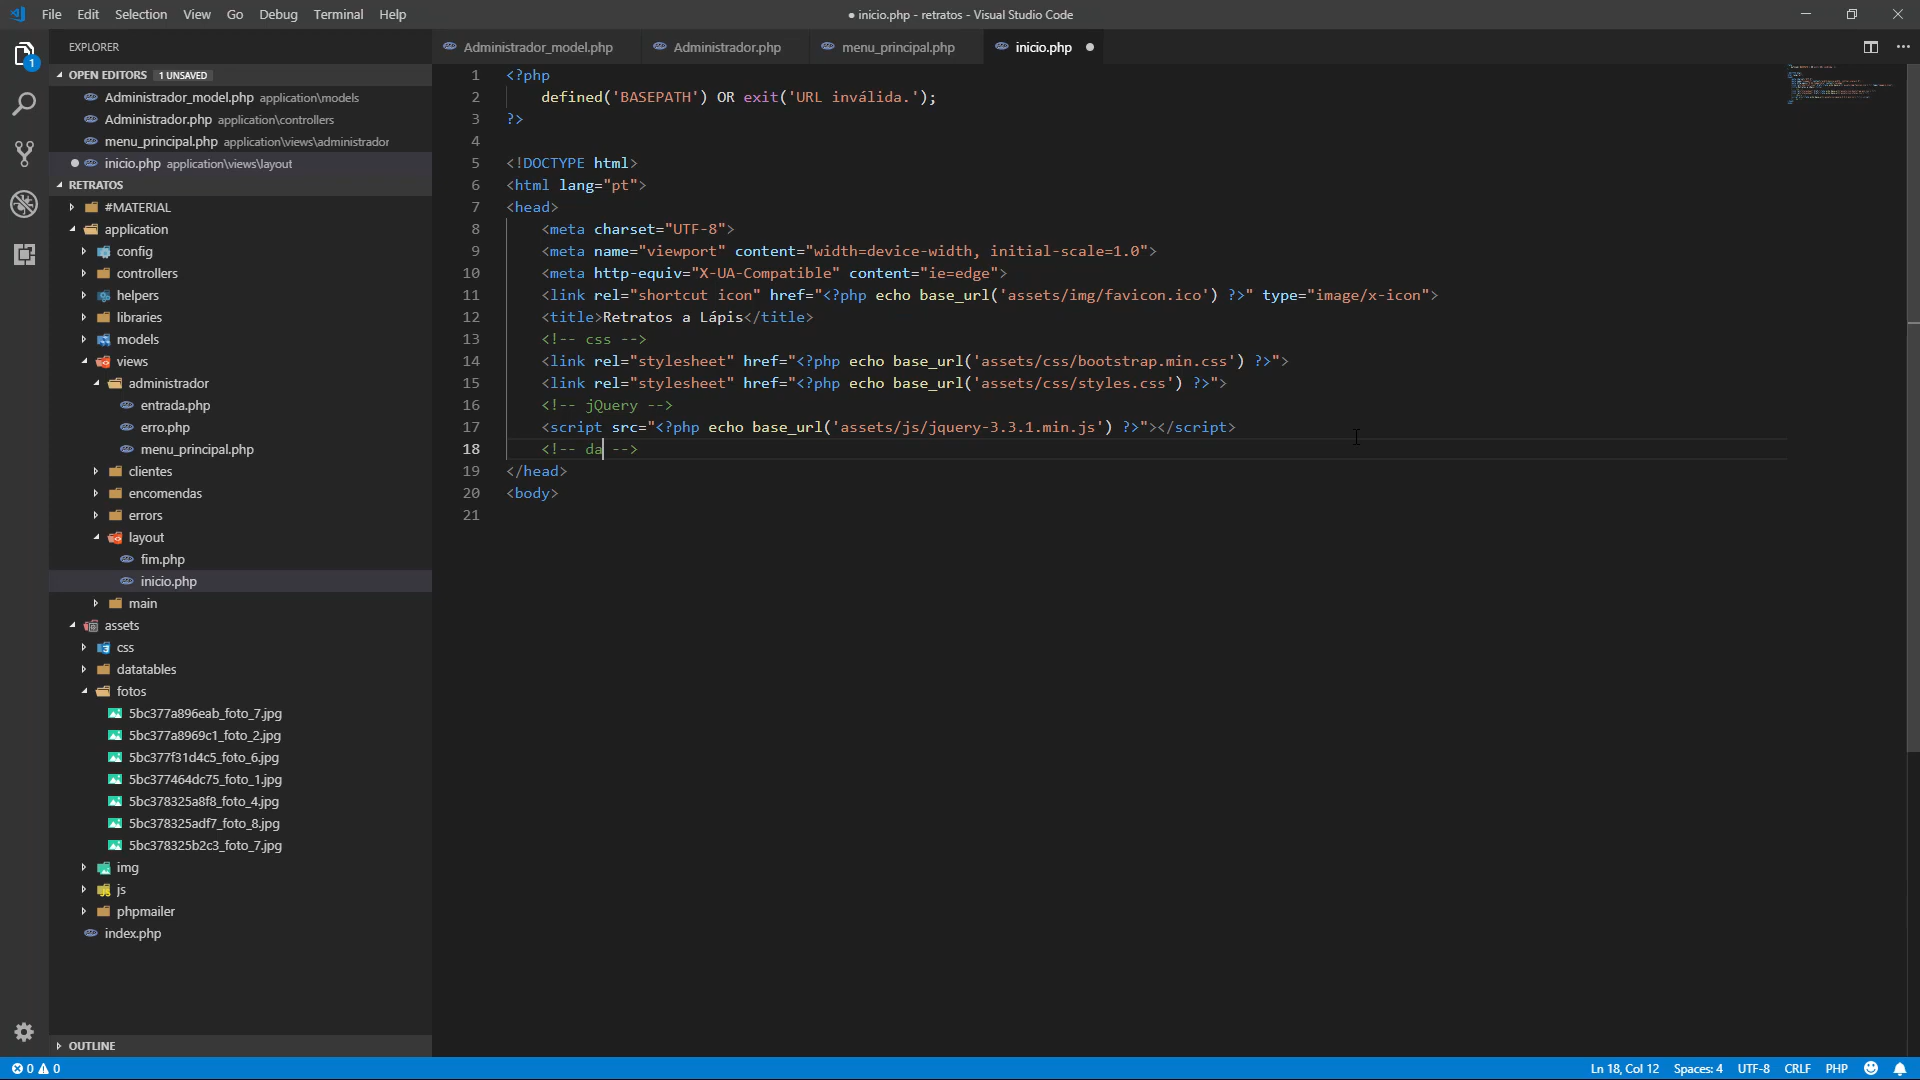 File Edit Selection View Go Debug Terminal Help
● inicio.php - retratos - Visual Studio Code
EXPLORER
1
OPEN EDITORS 1 UNSAVED
Administrador_model.php application\models
Administrador.php application\controllers
menu_principal.php application\views\administrador
inicio.php application\views\layout
RETRATOS
#MATERIAL
application
config
controllers
helpers
libraries
models
views
administrador
entrada.php
erro.php
menu_principal.php
clientes
encomendas
errors
layout
fim.php
inicio.php
main
assets
css
datatables
fotos
5bc377a896eab_foto_7.jpg
5bc377a8969c1_foto_2.jpg
5bc377f31d4c5_foto_6.jpg
5bc377464dc75_foto_1.jpg
5bc378325a8f8_foto_4.jpg
5bc378325adf7_foto_8.jpg
5bc378325b2c3_foto_7.jpg
img
js
phpmailer
index.php
OUTLINE
Administrador_model.php Administrador.php menu_principal.php inicio.php ●
1 <?php
2 defined('BASEPATH') OR exit('URL inválida.');
3 ?>
4
5 <!DOCTYPE html>
6 <html lang="pt">
7 <head>
8 <meta charset="UTF-8">
9 <meta name="viewport" content="width=device-width, initial-scale=1.0">
10 <meta http-equiv="X-UA-Compatible" content="ie=edge">
11 <link rel="shortcut icon" href="<?php echo base_url('assets/img/favicon.ico') ?>" type="image/x-icon">
12 <title>Retratos a Lápis</title>
13 <!-- css -->
14 <link rel="stylesheet" href="<?php echo base_url('assets/css/bootstrap.min.css') ?>">
15 <link rel="stylesheet" href="<?php echo base_url('assets/css/styles.css') ?>">
16 <!-- jQuery -->
17 <script src="<?php echo base_url('assets/js/jquery-3.3.1.min.js') ?>"></script>
18 <!-- da -->
19 </head>
20 <body>
21
0 0
Ln 18, Col 12 Spaces: 4 UTF-8 CRLF PHP